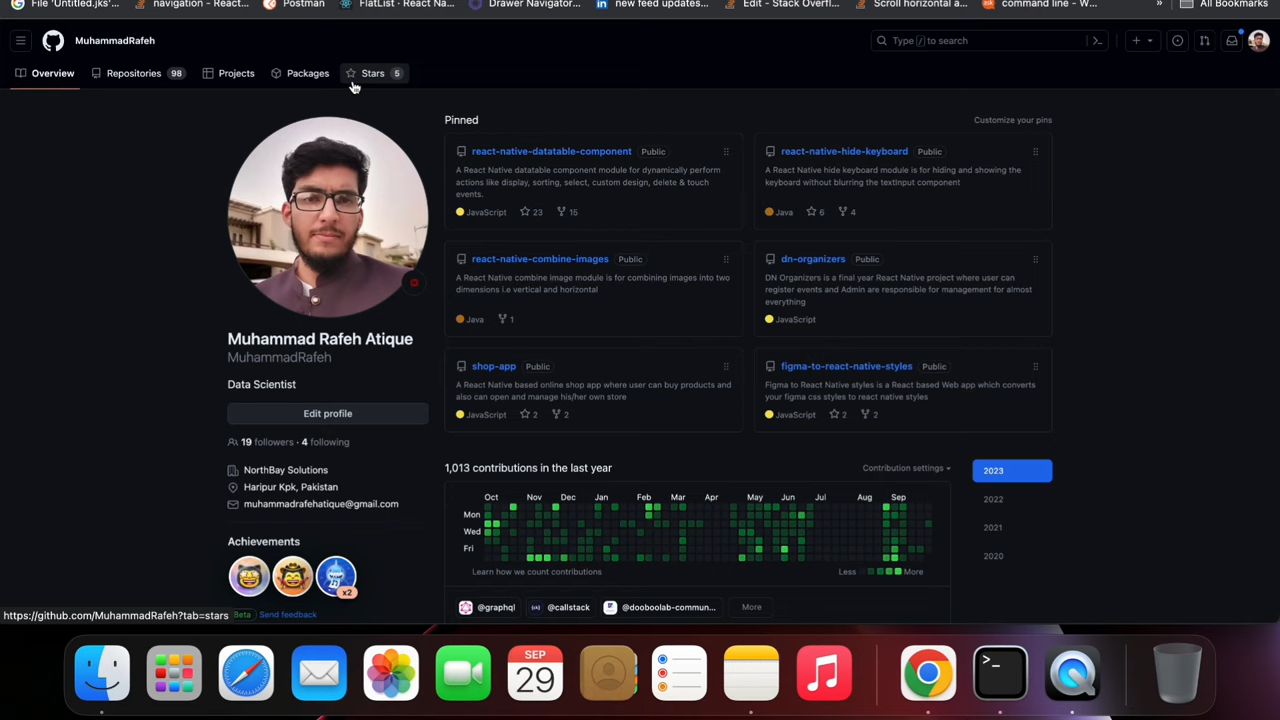 File 'Untitled.jks'... navigation - React... Postman FlatList · React Na... Drawer Navigator... new feed updates... Edit - Stack Overfl... Scroll horizontal a... command line - W... » All Bookmarks
MuhammadRafeh Type / to search
Overview Repositories 98 Projects Packages Stars 5
Pinned Customize your pins
react-native-datatable-component Public
A React Native datatable component module for dynamically perform
actions like display, sorting, select, custom design, delete & touch
events.
JavaScript 23 15
react-native-hide-keyboard Public
A React Native hide keyboard module is for hiding and showing the
keyboard without blurring the textInput component
Java 6 4
react-native-combine-images Public
A React Native combine image module is for combining images into two
dimensions i.e vertical and horizontal
Java 1
dn-organizers Public
DN Organizers is a final year React Native project where user can
register events and Admin are responsible for management for almost
everything
JavaScript
shop-app Public
A React Native based online shop app where user can buy products and
also can open and manage his/her own store
JavaScript 2 2
figma-to-react-native-styles Public
Figma to React Native styles is a React based Web app which converts
your figma css styles to react native styles
JavaScript 2 2
Muhammad Rafeh Atique
MuhammadRafeh
Data Scientist
Edit profile
19 followers · 4 following
NorthBay Solutions
Haripur Kpk, Pakistan
muhammadrafehatique@gmail.com
Achievements
x2
Beta Send feedback
https://github.com/MuhammadRafeh?tab=stars
1,013 contributions in the last year Contribution settings
2023
2022
2021
2020
Oct Nov Dec Jan Feb Mar Apr May Jun Jul Aug Sep
Mon
Wed
Fri
Learn how we count contributions Less More
@graphql @callstack @dooboolab-commun... More
SEP
29
>_